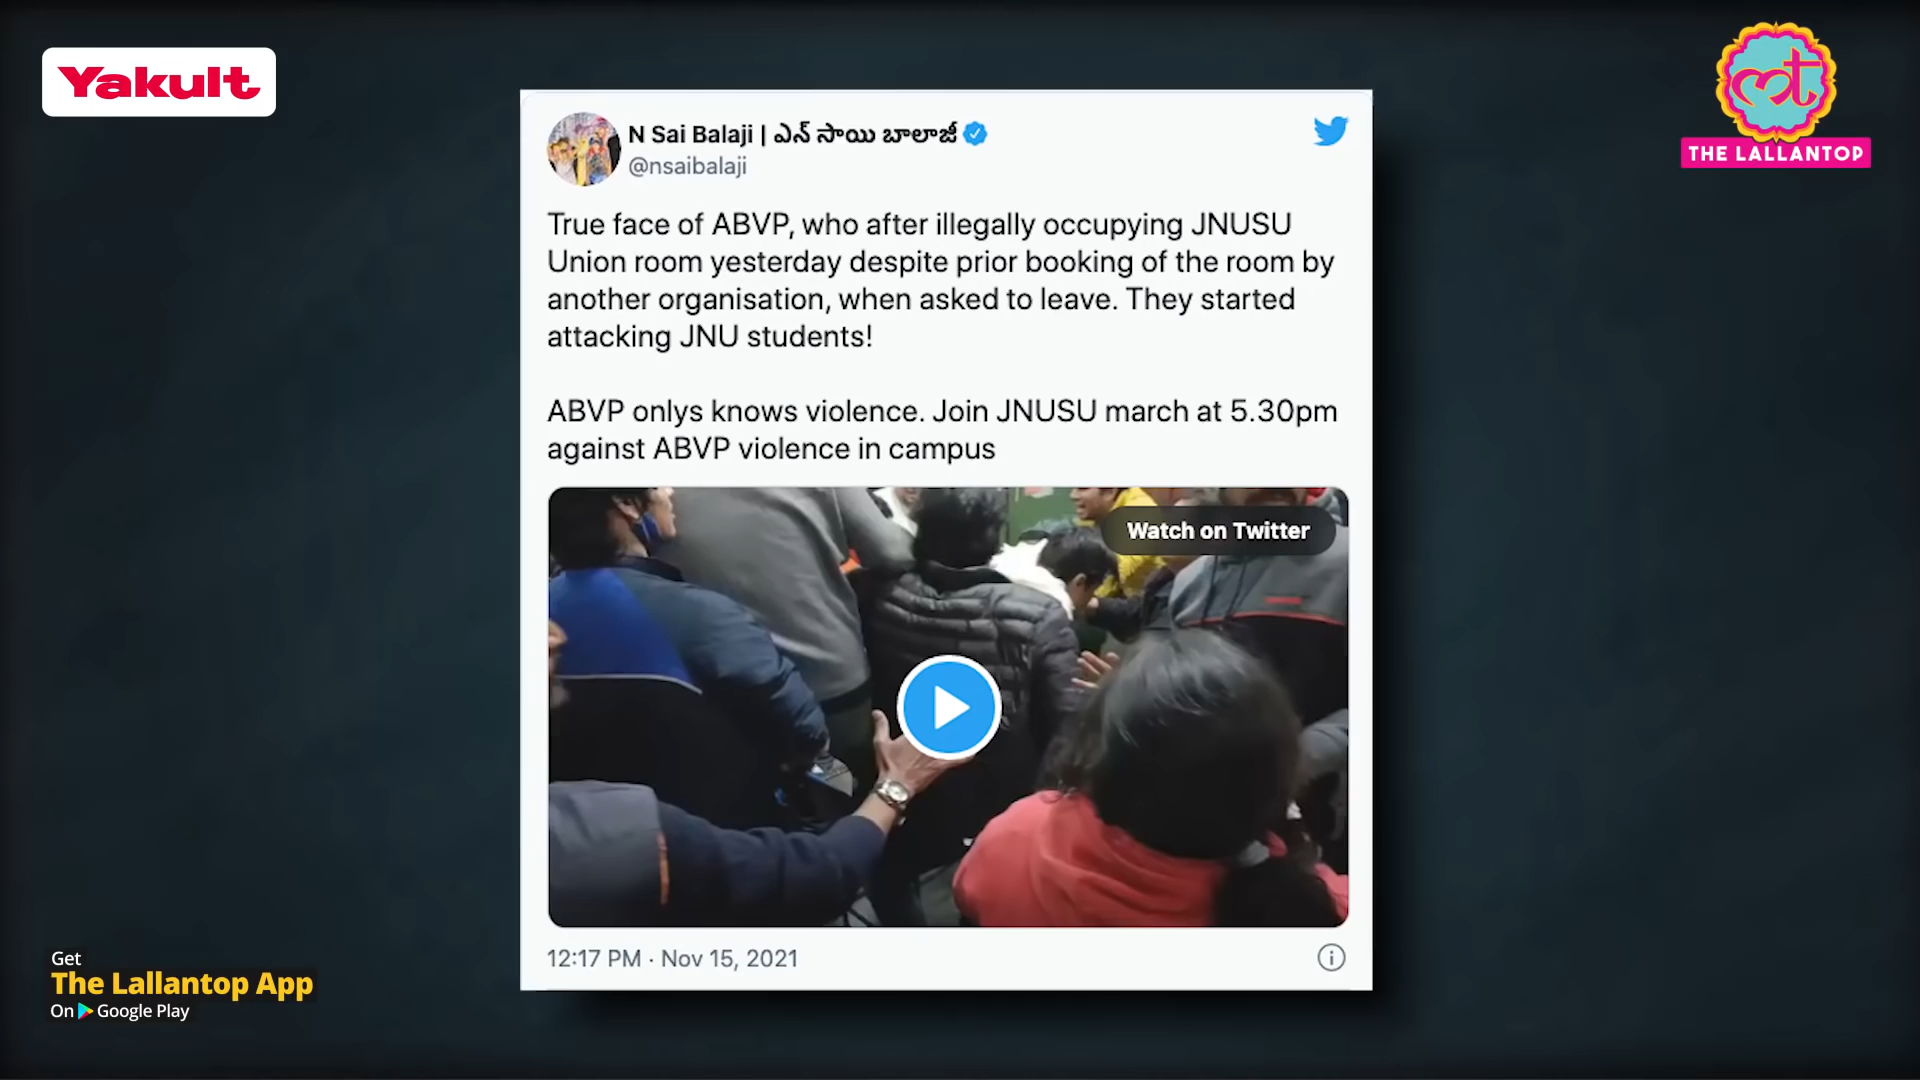 Yakult
THE LALLANTOP
N Sai Balaji | ఎన్ సాయి బాలాజీ
@nsaibalaji
True face of ABVP, who after illegally occupying JNUSU
Union room yesterday despite prior booking of the room by
another organisation, when asked to leave. They started
attacking JNU students!
ABVP onlys knows violence. Join JNUSU march at 5.30pm
against ABVP violence in campus
Watch on Twitter
12:17 PM · Nov 15, 2021
Get
The Lallantop App
On Google Play